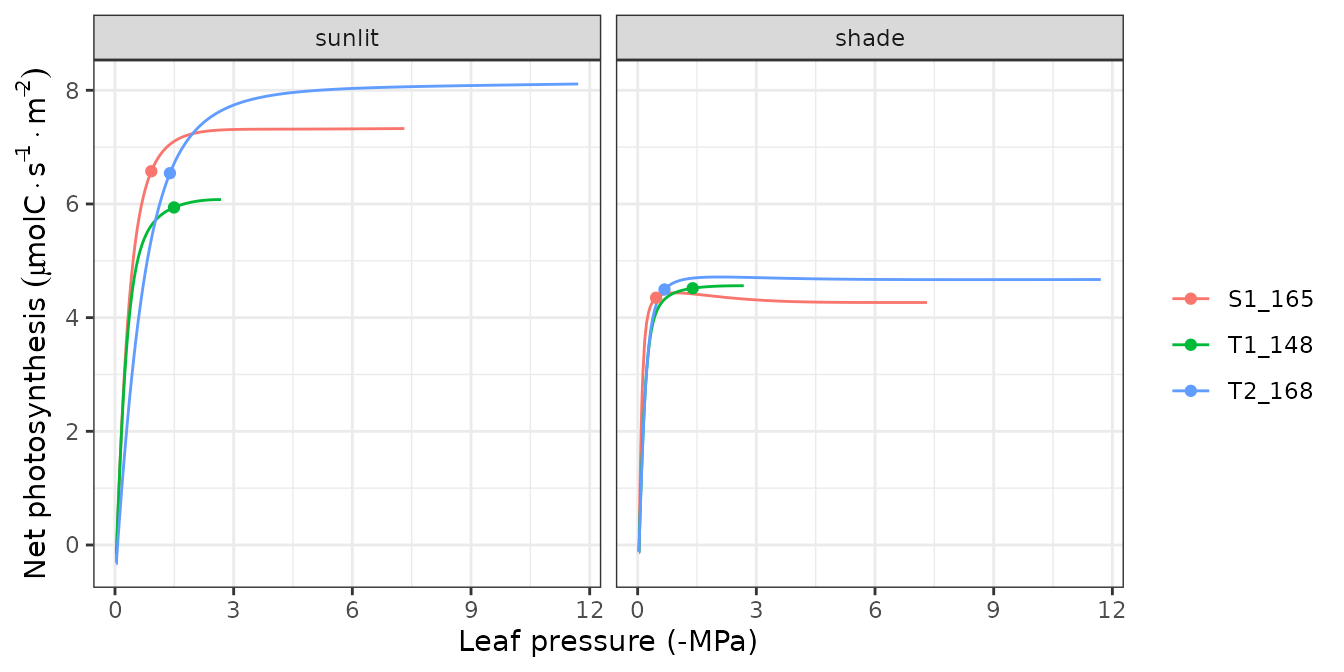 sunlit
shade
Net photosynthesis (μmolC · s⁻¹ · m⁻²)
8
6
4
2
0
0 3 6 9 12
0 3 6 9 12
Leaf pressure (-MPa)
S1_165
T1_148
T2_168